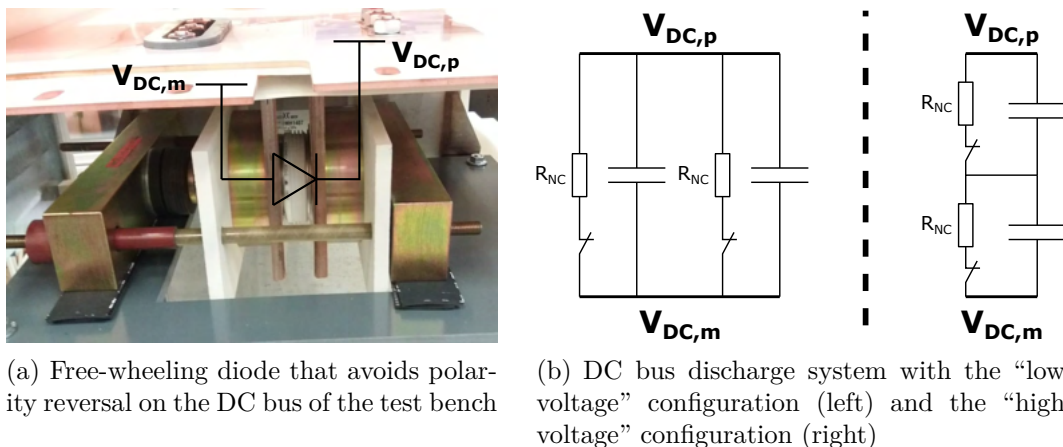 V_DC,m
V_DC,p
V_DC,p
R_NC
R_NC
V_DC,m
V_DC,p
R_NC
R_NC
V_DC,m
(a) Free-wheeling diode that avoids polar-
ity reversal on the DC bus of the test bench
(b) DC bus discharge system with the “low
voltage” configuration (left) and the “high
voltage” configuration (right)